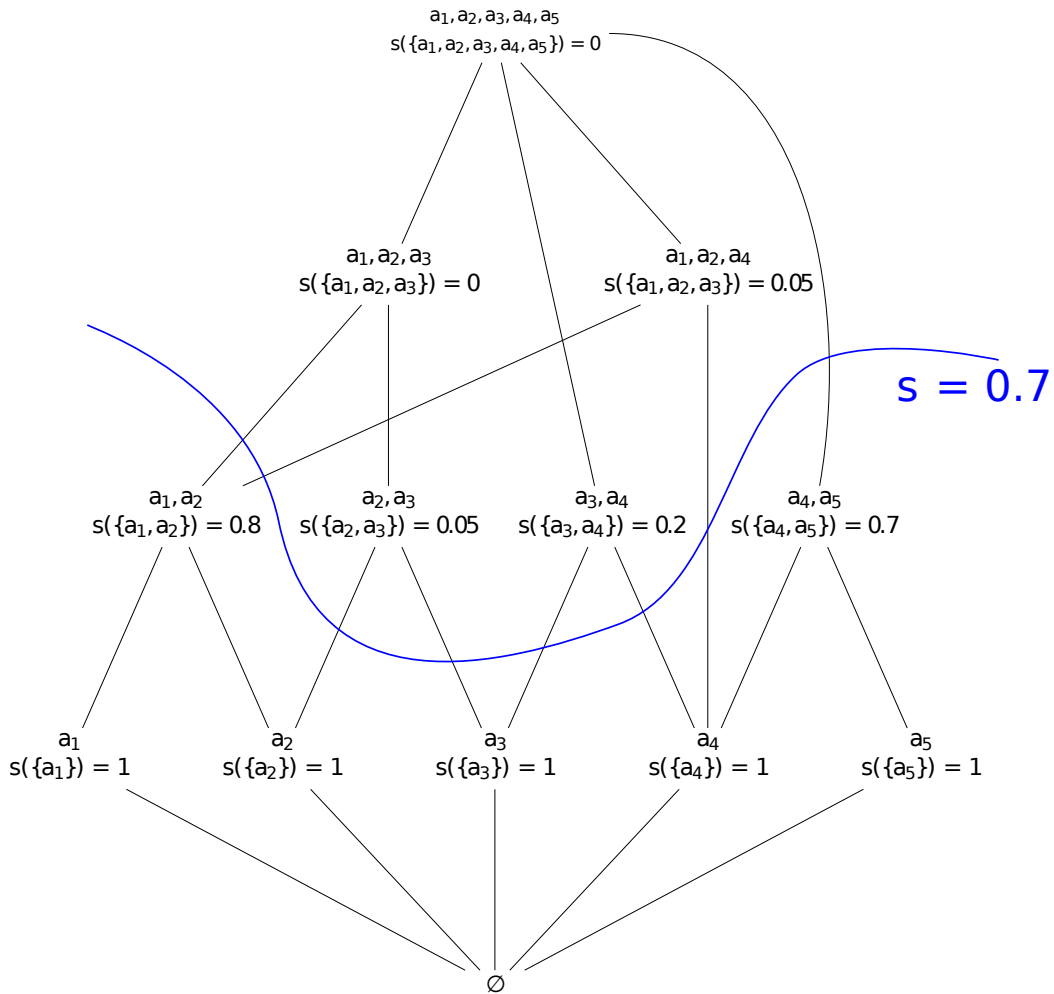 a₁,a₂,a₃,a₄,a₅
s({a₁,a₂,a₃,a₄,a₅}) = 0
a₁,a₂,a₃
s({a₁,a₂,a₃}) = 0
a₁,a₂,a₄
s({a₁,a₂,a₃}) = 0.05
s = 0.7
a₁,a₂
s({a₁,a₂}) = 0.8
a₂,a₃
s({a₂,a₃}) = 0.05
a₃,a₄
s({a₃,a₄}) = 0.2
a₄,a₅
s({a₄,a₅}) = 0.7
a₁
s({a₁}) = 1
a₂
s({a₂}) = 1
a₃
s({a₃}) = 1
a₄
s({a₄}) = 1
a₅
s({a₅}) = 1
∅